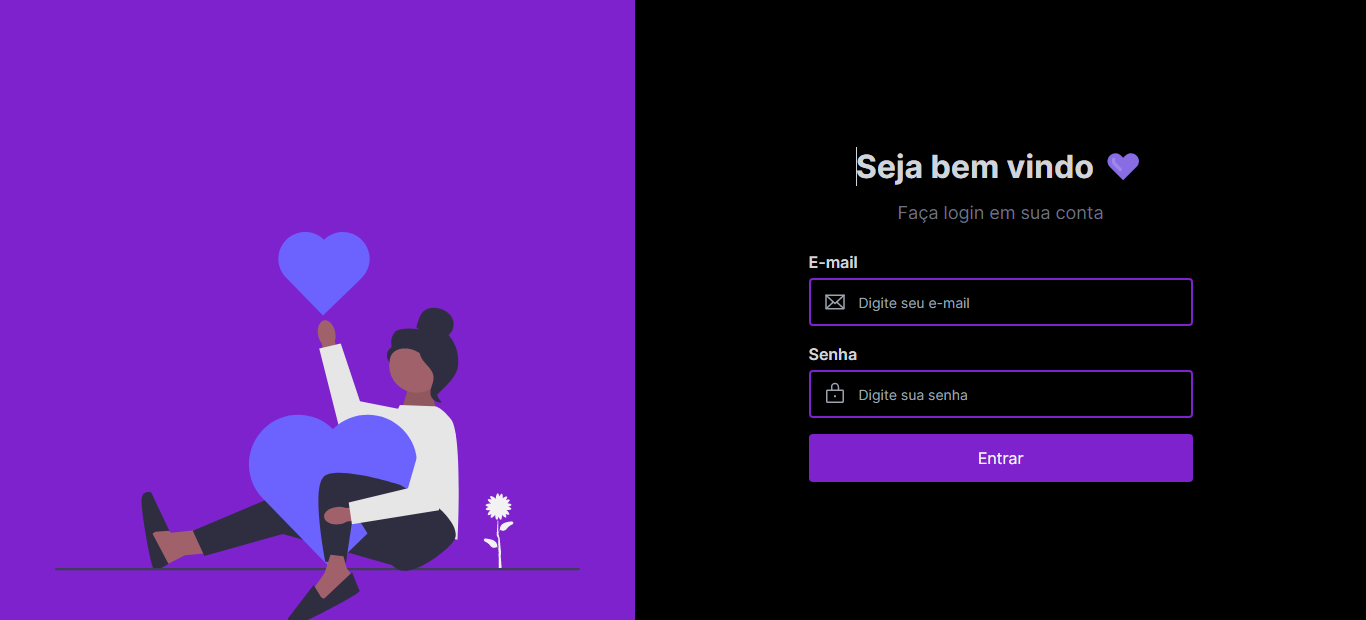 Seja bem vindo 💜
Faça login em sua conta
E-mail
Digite seu e-mail
Senha
Digite sua senha
Entrar